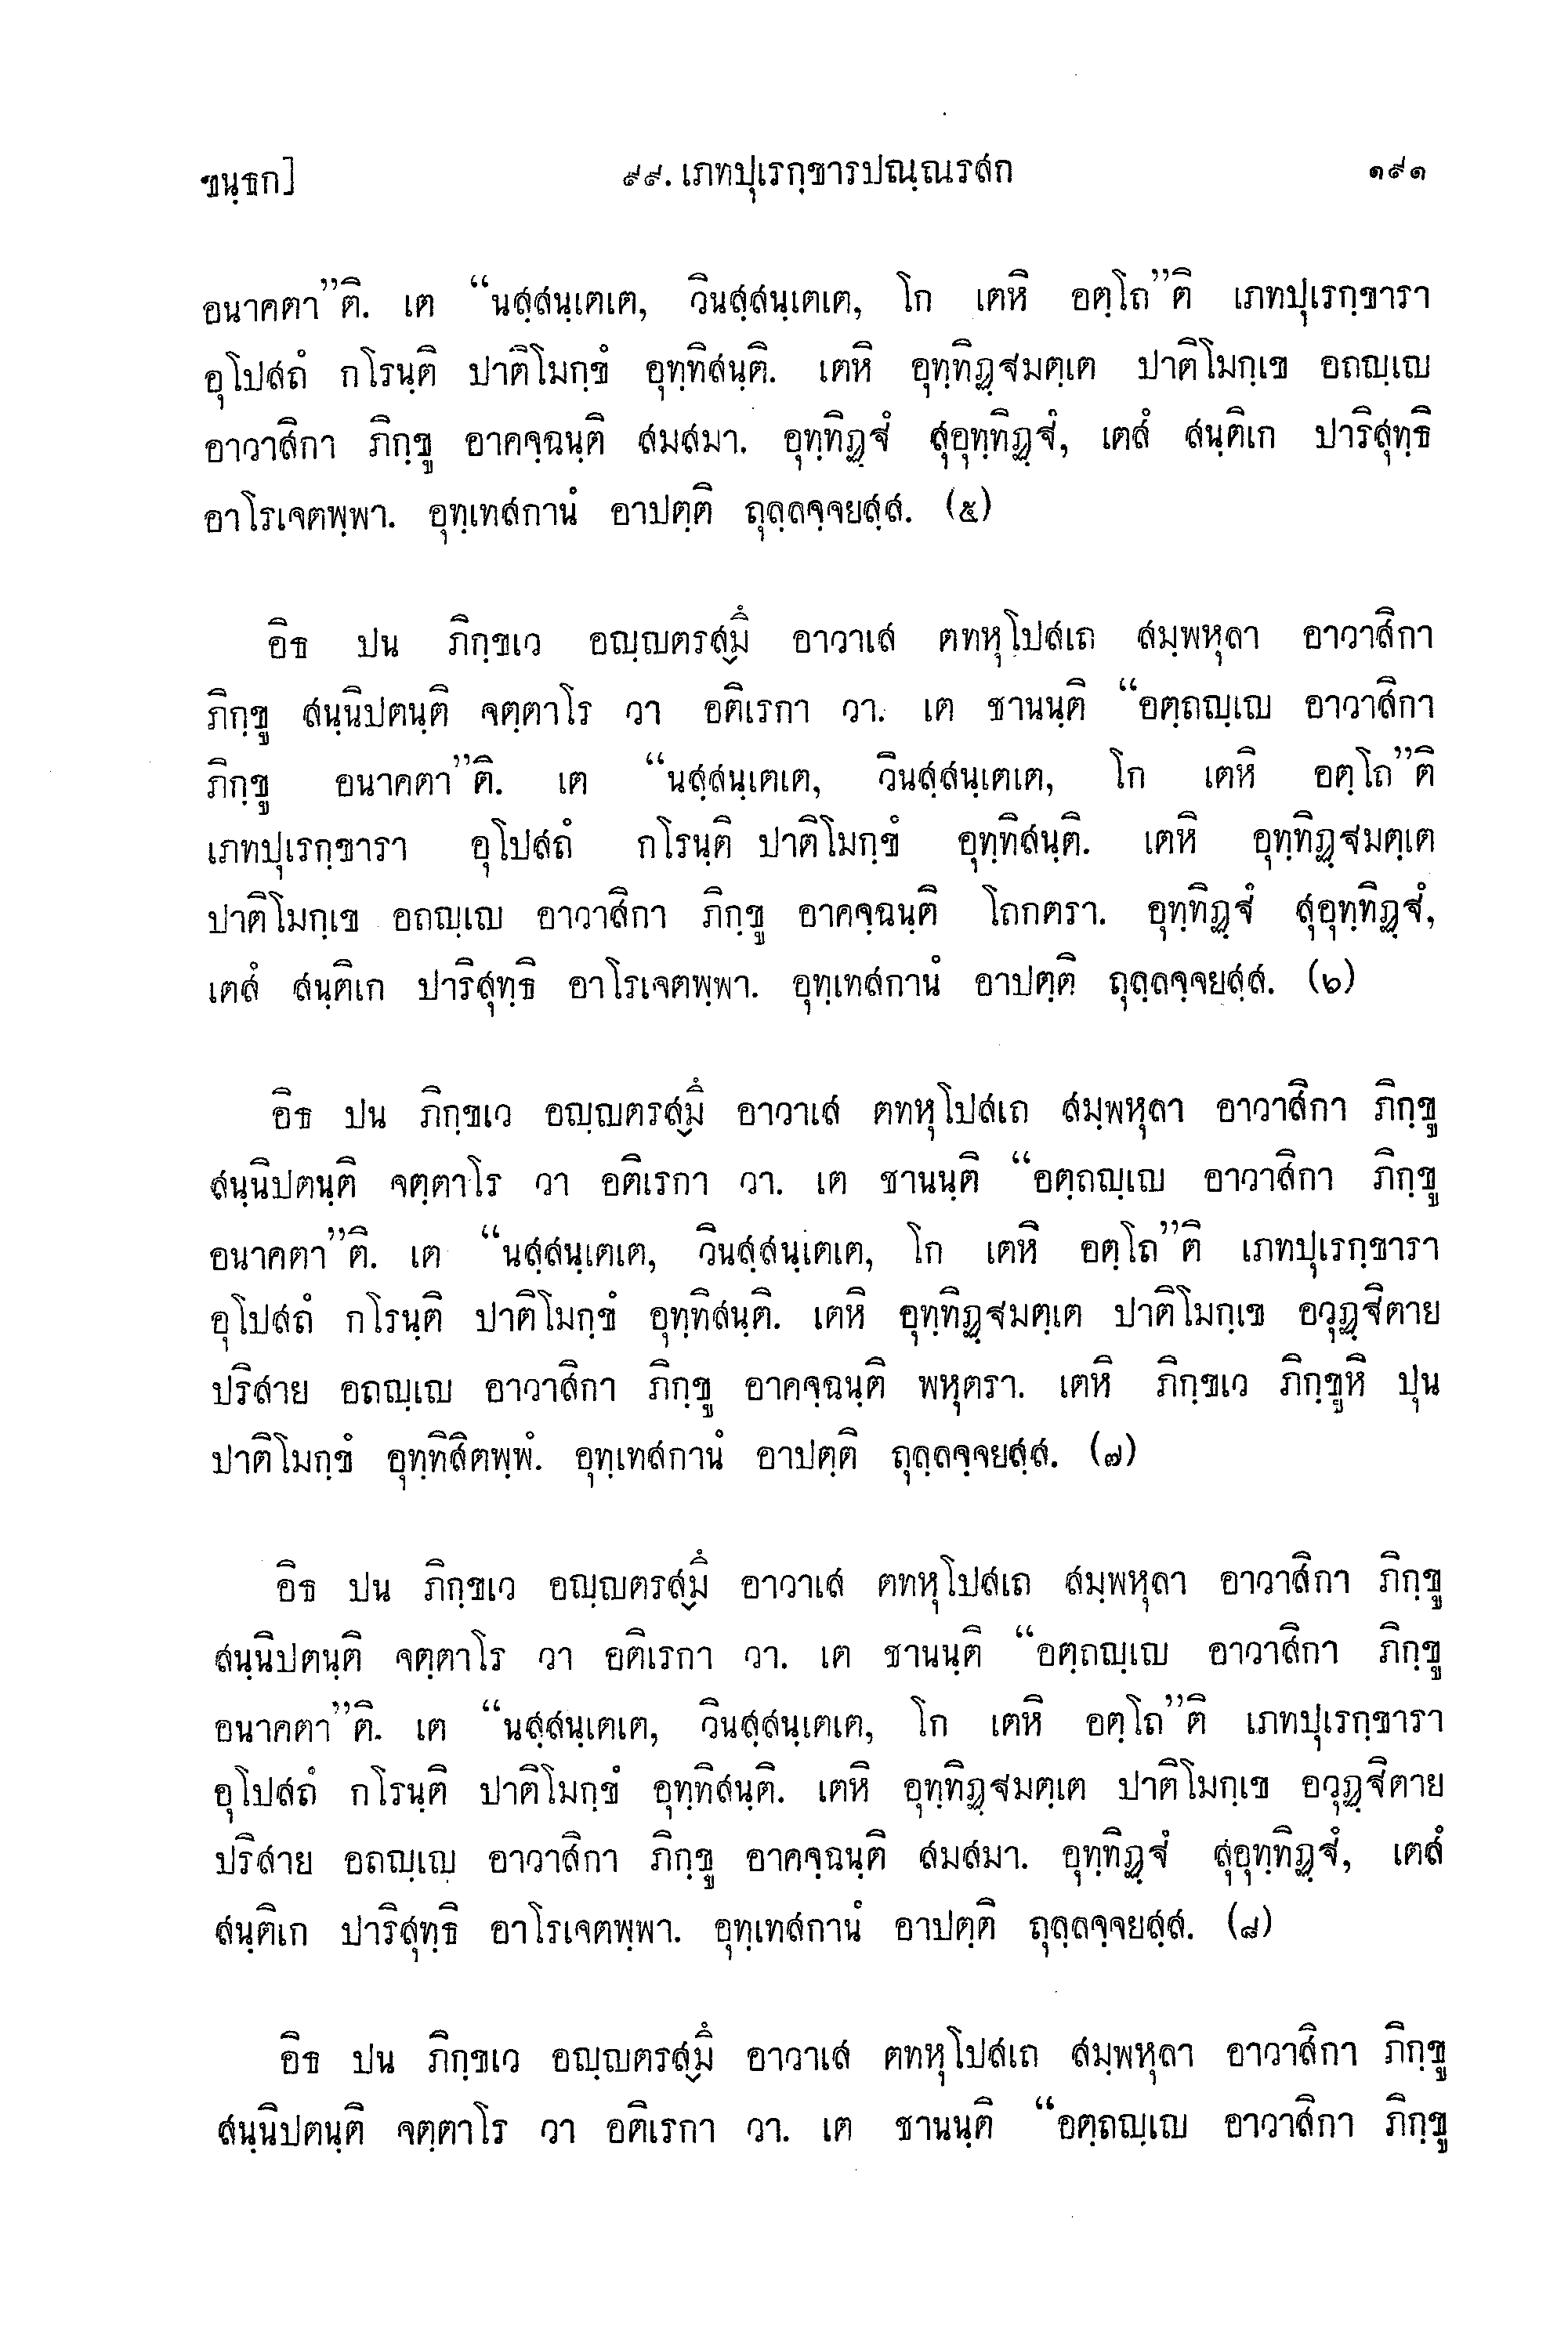 ขนฺธก] ๙๙. เภทปุเรกฺขารปณฺณรสก ๑๙๑
อนาคตา”ติ. เต “นสฺสนฺเตเต, วินสฺสนฺเตเต, โก เตหิ อตฺโถ”ติ เภทปุเรกฺขารา
อุโปสถํ กโรนฺติ ปาติโมกฺขํ อุทฺทิสนฺติ. เตหิ อุทฺทิฏฺฐมตฺเต ปาติโมกฺเข อถญฺเญ
อาวาสิกา ภิกฺขู อาคจฺฉนฺติ สมสมา. อุทฺทิฏฺฐํ สุอุทฺทิฏฺฐํ, เตสํ สนฺติเก ปาริสุทฺธิ
อาโรเจตพฺพา. อุทฺเทสกานํ อาปตฺติ ถุลฺลจฺจยสฺส. (๕)
อิธ ปน ภิกฺขเว อญฺญตรสฺมึ อาวาเส ตทหุโปสเถ สมฺพหุลา อาวาสิกา
ภิกฺขู สนฺนิปตนฺติ จตฺตาโร วา อติเรกา วา. เต ชานนฺติ “อตฺถญฺเญ อาวาสิกา
ภิกฺขู อนาคตา”ติ. เต “นสฺสนฺเตเต, วินสฺสนฺเตเต, โก เตหิ อตฺโถ”ติ
เภทปุเรกฺขารา อุโปสถํ กโรนฺติ ปาติโมกฺขํ อุทฺทิสนฺติ. เตหิ อุทฺทิฏฺฐมตฺเต
ปาติโมกฺเข อถญฺเญ อาวาสิกา ภิกฺขู อาคจฺฉนฺติ โถกตรา. อุทฺทิฏฺฐํ สุอุทฺทิฏฺฐํ,
เตสํ สนฺติเก ปาริสุทฺธิ อาโรเจตพฺพา. อุทฺเทสกานํ อาปตฺติ ถุลฺลจฺจยสฺส. (๖)
อิธ ปน ภิกฺขเว อญฺญตรสฺมึ อาวาเส ตทหุโปสเถ สมฺพหุลา อาวาสิกา ภิกฺขู
สนฺนิปตนฺติ จตฺตาโร วา อติเรกา วา. เต ชานนฺติ “อตฺถญฺเญ อาวาสิกา ภิกฺขู
อนาคตา”ติ. เต “นสฺสนฺเตเต, วินสฺสนฺเตเต, โก เตหิ อตฺโถ”ติ เภทปุเรกฺขารา
อุโปสถํ กโรนฺติ ปาติโมกฺขํ อุทฺทิสนฺติ. เตหิ อุทฺทิฏฺฐมตฺเต ปาติโมกฺเข อวุฏฺฐิตาย
ปริสาย อถญฺเญ อาวาสิกา ภิกฺขู อาคจฺฉนฺติ พหุตรา. เตหิ ภิกฺขเว ภิกฺขูหิ ปุน
ปาติโมกฺขํ อุทฺทิสิตพฺพํ. อุทฺเทสกานํ อาปตฺติ ถุลฺลจฺจยสฺส. (๗)
อิธ ปน ภิกฺขเว อญฺญตรสฺมึ อาวาเส ตทหุโปสเถ สมฺพหุลา อาวาสิกา ภิกฺขู
สนฺนิปตนฺติ จตฺตาโร วา อติเรกา วา. เต ชานนฺติ “อตฺถญฺเญ อาวาสิกา ภิกฺขู
อนาคตา”ติ. เต “นสฺสนฺเตเต, วินสฺสนฺเตเต, โก เตหิ อตฺโถ”ติ เภทปุเรกฺขารา
อุโปสถํ กโรนฺติ ปาติโมกฺขํ อุทฺทิสนฺติ. เตหิ อุทฺทิฏฺฐมตฺเต ปาติโมกฺเข อวุฏฺฐิตาย
ปริสาย อถญฺเญ อาวาสิกา ภิกฺขู อาคจฺฉนฺติ สมสมา. อุทฺทิฏฺฐํ สุอุทฺทิฏฺฐํ, เตสํ
สนฺติเก ปาริสุทฺธิ อาโรเจตพฺพา. อุทฺเทสกานํ อาปตฺติ ถุลฺลจฺจยสฺส. (๘)
อิธ ปน ภิกฺขเว อญฺญตรสฺมึ อาวาเส ตทหุโปสเถ สมฺพหุลา อาวาสิกา ภิกฺขู
สนฺนิปตนฺติ จตฺตาโร วา อติเรกา วา. เต ชานนฺติ “อตฺถญฺเญ อาวาสิกา ภิกฺขู